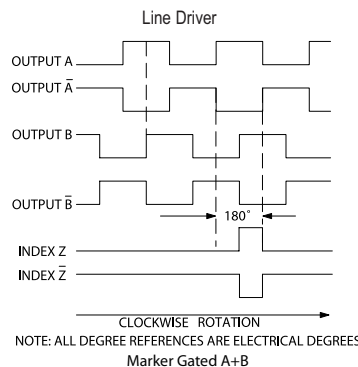 Line Driver
OUTPUT A
OUTPUT A̅
OUTPUT B
OUTPUT B̅
180°
INDEX Z
INDEX Z̅
CLOCKWISE ROTATION
NOTE: ALL DEGREE REFERENCES ARE ELECTRICAL DEGREES
Marker Gated A+B